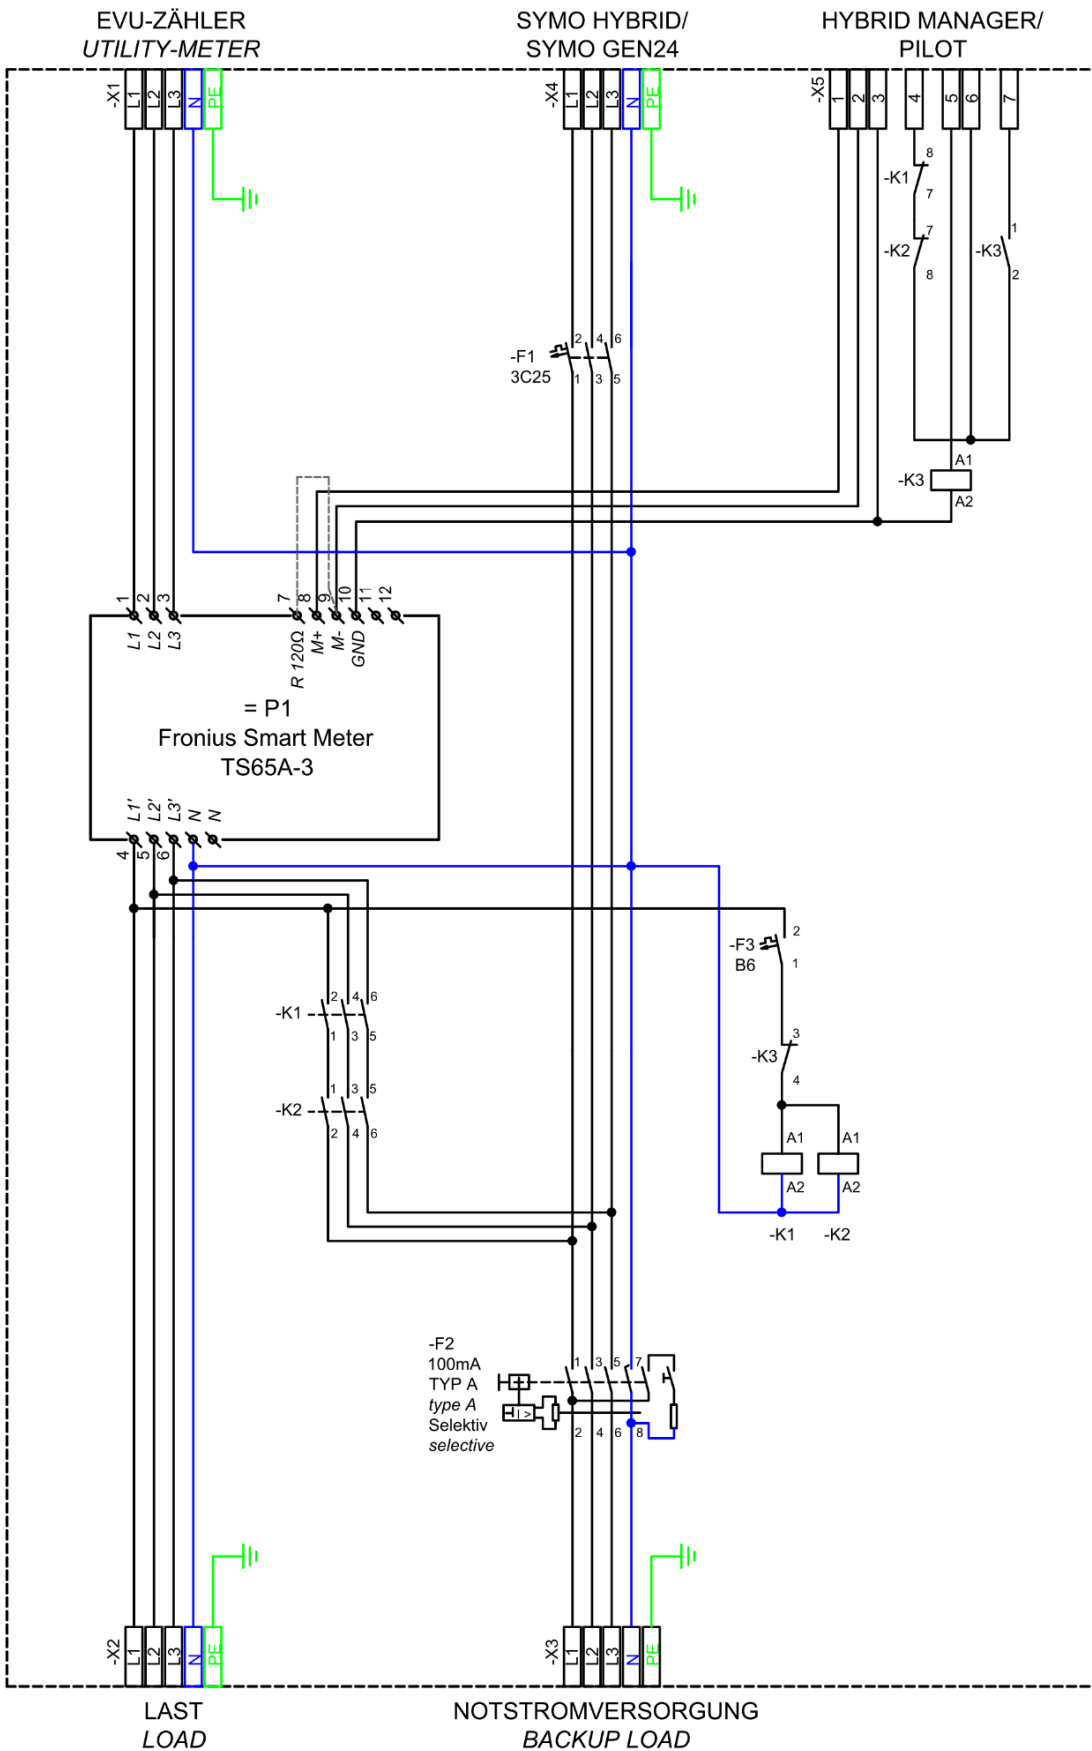 EVU-ZÄHLER
UTILITY-METER
SYMO HYBRID/
SYMO GEN24
HYBRID MANAGER/
PILOT
-X1
L1
L2
L3
N
PE
-X4
L1
L2
L3
N
PE
-X5
1
2
3
4
5
6
7
8
-K1
7
7
-K2
8
1
-K3
2
-F1
3C25
2
4
6
1
3
5
A1
-K3
A2
1
2
3
7
8
9
10
11
12
L1
L2
L3
R 120Ω
M+
M-
GND
= P1
Fronius Smart Meter
TS65A-3
L1'
L2'
L3'
N
N
4
5
6
-F3
B6
2
1
-K1
2
4
6
1
3
5
-K3
3
4
-K2
1
3
5
2
4
6
A1
A1
A2
A2
-K1
-K2
-F2
100mA
TYP A
type A
Selektiv
selective
1
3
5
7
I >
2
4
6
8
-X2
L1
L2
L3
N
PE
-X3
L1
L2
L3
N
PE
LAST
LOAD
NOTSTROMVERSORGUNG
BACKUP LOAD